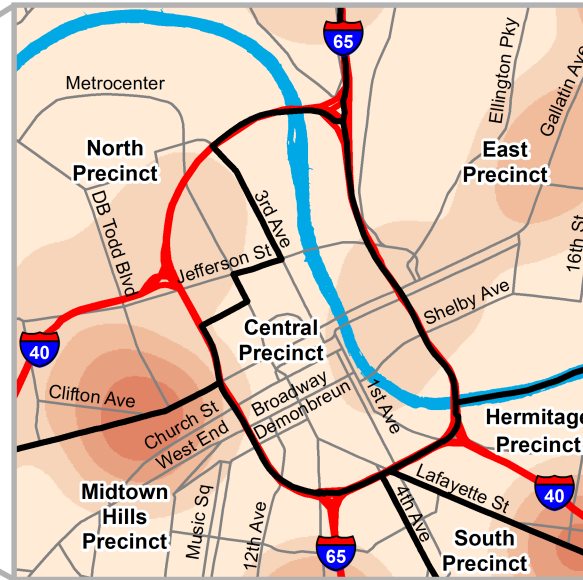 65
Ellington Pky
Gallatin Ave
Metrocenter
North
Precinct
East
Precinct
DB Todd Blvd
3rd Ave
16th St
Jefferson St
Shelby Ave
Central
Precinct
40
Clifton Ave
Broadway
Demonbreun
1st Ave
Church St
West End
Hermitage
Precinct
Midtown
Hills
Precinct
Music Sq
12th Ave
4th Ave
Lafayette St
40
65
South
Precinct